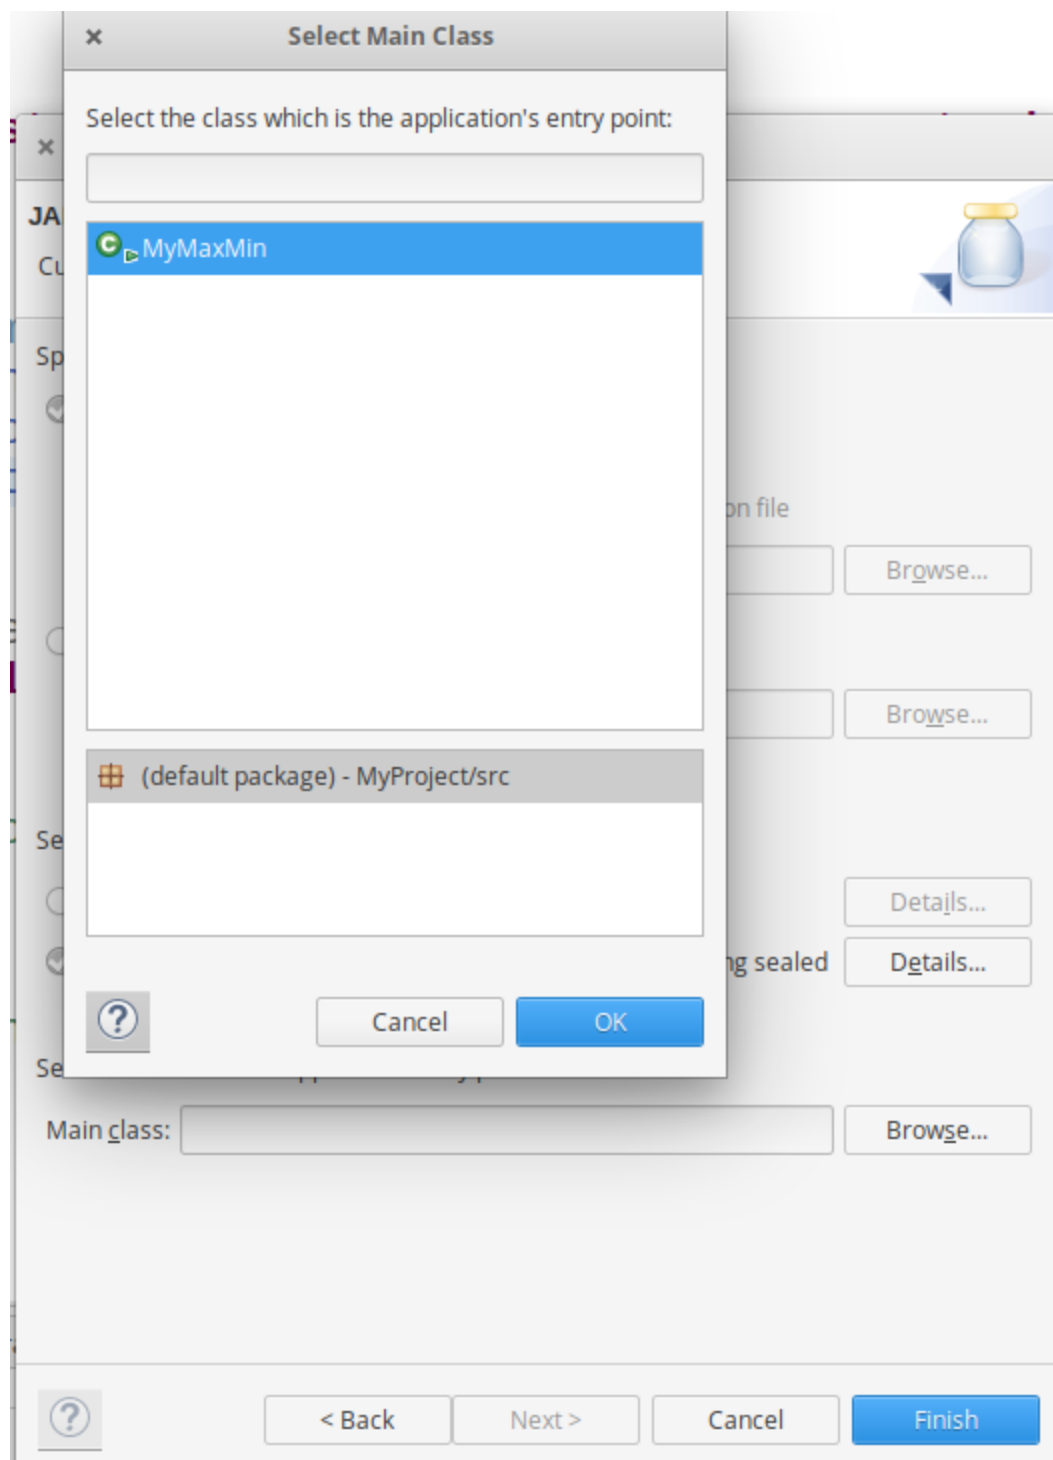 Select Main Class
Select the class which is the application's entry point:
JA
Cu
MyMaxMin
Sp
on file
Browse...
Browse...
(default package) - MyProject/src
Se
Details...
ng sealed
Details...
Cancel
OK
Se
Main class:
Browse...
< Back
Next >
Cancel
Finish